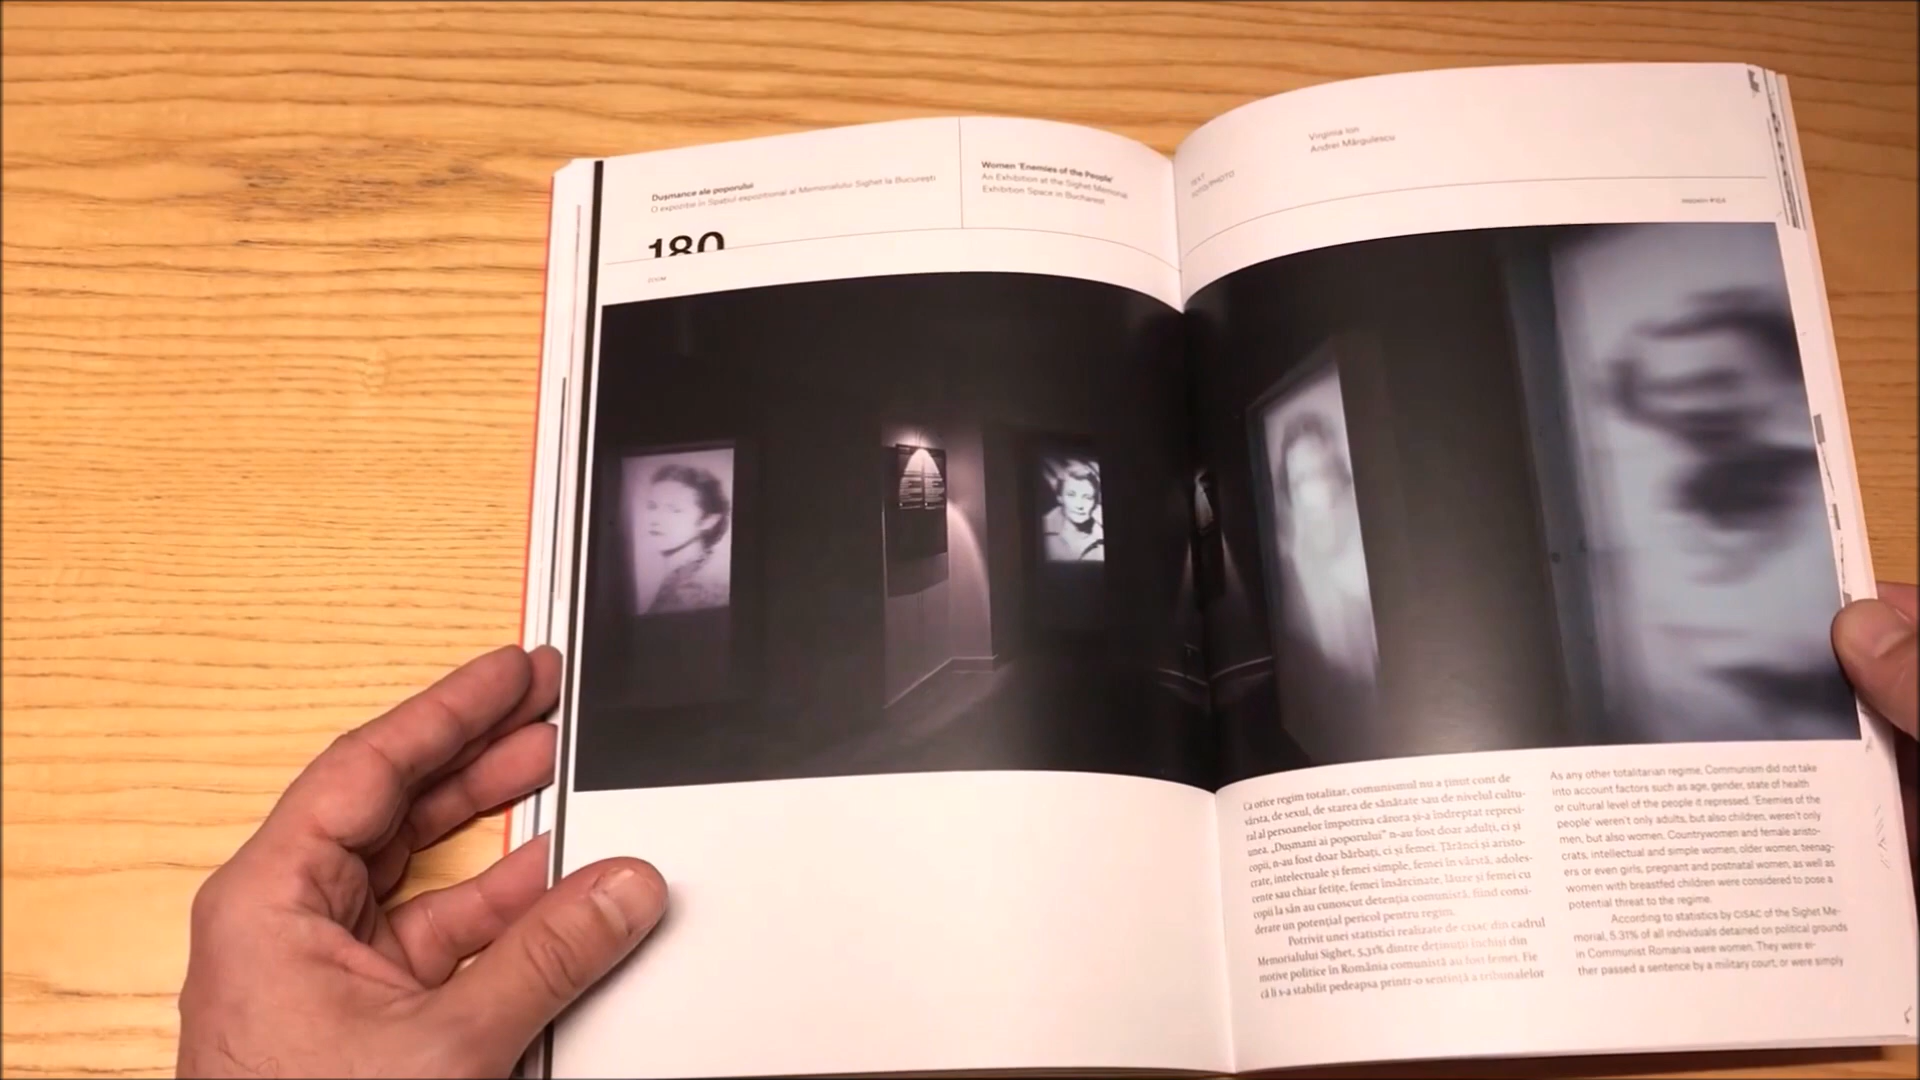 Dușmance ale poporului
O expoziție în Spațiul expozițional al Memorialului Sighet la București
Women 'Enemies of the People'
An Exhibition at the Sighet Memorial
Exhibition Space in Bucharest
180
zoom
Virginia Ion
Andrei Mărgulescu
TEXT
FOTO/PHOTO
Ca orice regim totalitar, comunismul nu a ținut cont de
vârsta, de sexul, de starea de sănătate sau de nivelul cultu-
ral al persoanelor împotriva cărora și-a îndreptat represi-
unea. „Dușmani ai poporului” n-au fost doar adulți, ci și
copii, n-au fost doar bărbați, ci și femei. Țărănci și aristo-
crate, intelectuale și femei simple, femei în vârstă, adoles-
cente sau chiar fetițe, femei însărcinate, lăuze și femei cu
copii la sân au cunoscut detenția comunistă, fiind consi-
derate un potențial pericol pentru regim.
Potrivit unei statistici realizate de CISAC din cadrul
Memorialului Sighet, 5,31% dintre deținuții închiși din
motive politice în România comunistă au fost femei. Fie
că li s-a stabilit pedeapsa printr-o sentință a tribunalelor
As any other totalitarian regime, Communism did not take
into account factors such as age, gender, state of health
or cultural level of the people it repressed. 'Enemies of the
people' weren't only adults, but also children, weren't only
men, but also women. Countrywomen and female aristo-
crats, intellectual and simple women, older women, teenag-
ers or even girls, pregnant and postnatal women, as well as
women with breastfed children were considered to pose a
potential threat to the regime.
According to statistics by CISAC of the Sighet Me-
morial, 5.31% of all individuals detained on political grounds
in Communist Romania were women. They were ei-
ther passed a sentence by a military court, or were simply